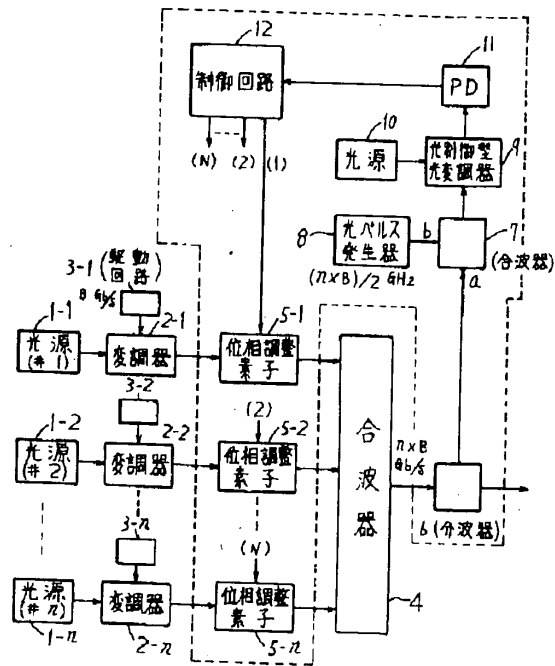 12
制御回路
11
PD
10
光源
光制御型
光変調器
9
(N)
(2)
(1)
8
光パルス
発生器
(n×B)/2 GHz
b
7
(合波器)
a
3-1
(駆動
回路)
B Gb/s
1-1
光源
(#1)
2-1
変調器
5-1
位相調整
素子
3-2
1-2
光源
(#2)
2-2
変調器
(2)
5-2
位相調整
素子
合波器
n×B
Gb/s
6(分波器)
3-n
(N)
光源
(#n)
1-n
変調器
2-n
位相調整
素子
5-n
4